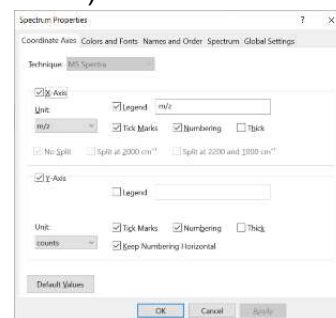 Spectrum Properties ? ×
Coordinate Axes Colors and Fonts Names and Order Spectrum Global Settings
Technique: MS Spectra
X-Axis
Unit: Legend m/z
m/z Tick Marks Numbering Thick
No Split Split at 2000 cm⁻¹ Split at 2200 and 1000 cm⁻¹
Y-Axis
Legend
Unit: Tick Marks Numbering Thick
counts Keep Numbering Horizontal
Default Values
OK Cancel Apply